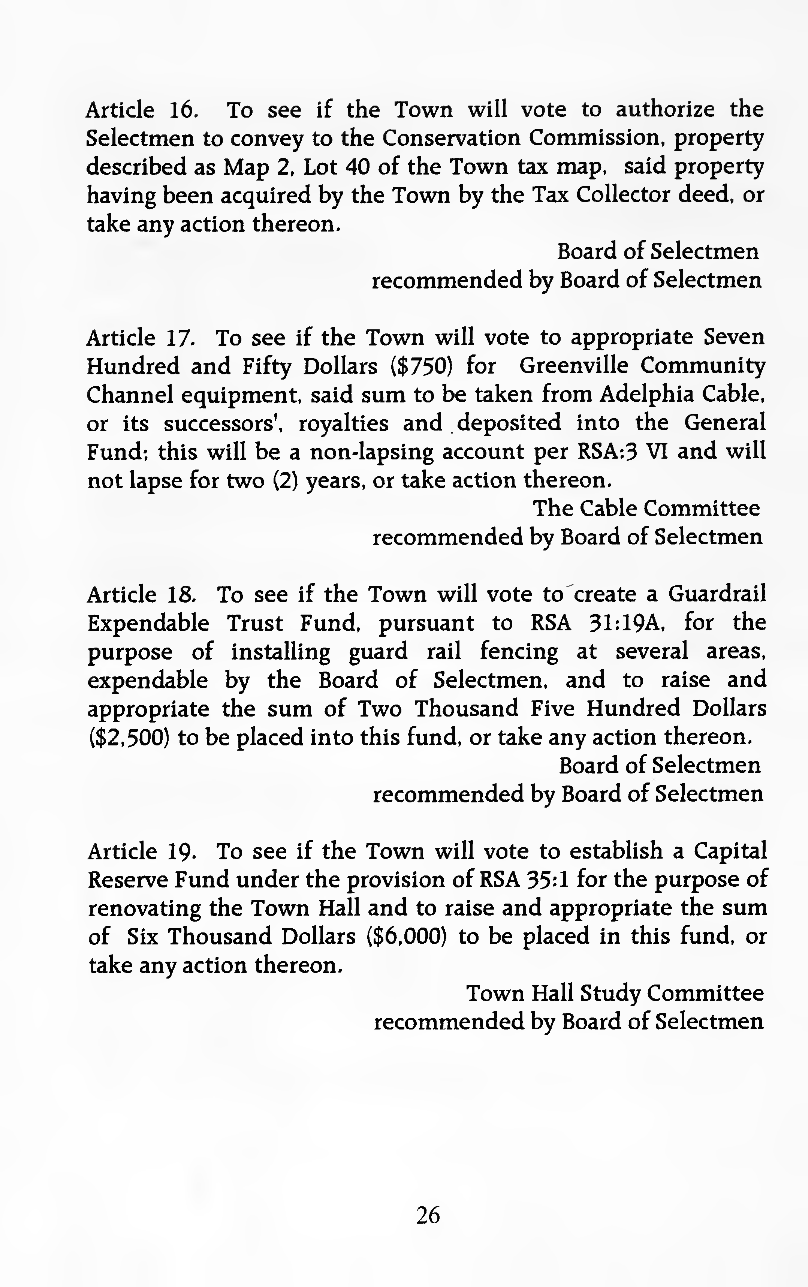 Article 16. To see if the Town will vote to authorize the
Selectmen to convey to the Conservation Commission, property
described as Map 2, Lot 40 of the Town tax map, said property
having been acquired by the Town by the Tax Collector deed, or
take any action thereon.
Board of Selectmen
recommended by Board of Selectmen
Article 17. To see if the Town will vote to appropriate Seven
Hundred and Fifty Dollars ($750) for Greenville Community
Channel equipment, said sum to be taken from Adelphia Cable,
or its successors', royalties and deposited into the General
Fund; this will be a non-lapsing account per RSA:3 VI and will
not lapse for two (2) years, or take action thereon.
The Cable Committee
recommended by Board of Selectmen
Article 18. To see if the Town will vote to create a Guardrail
Expendable Trust Fund, pursuant to RSA 31:19A, for the
purpose of installing guard rail fencing at several areas,
expendable by the Board of Selectmen, and to raise and
appropriate the sum of Two Thousand Five Hundred Dollars
($2,500) to be placed into this fund, or take any action thereon.
Board of Selectmen
recommended by Board of Selectmen
Article 19. To see if the Town will vote to establish a Capital
Reserve Fund under the provision of RSA 35:1 for the purpose of
renovating the Town Hall and to raise and appropriate the sum
of Six Thousand Dollars ($6,000) to be placed in this fund, or
take any action thereon.
Town Hall Study Committee
recommended by Board of Selectmen
26